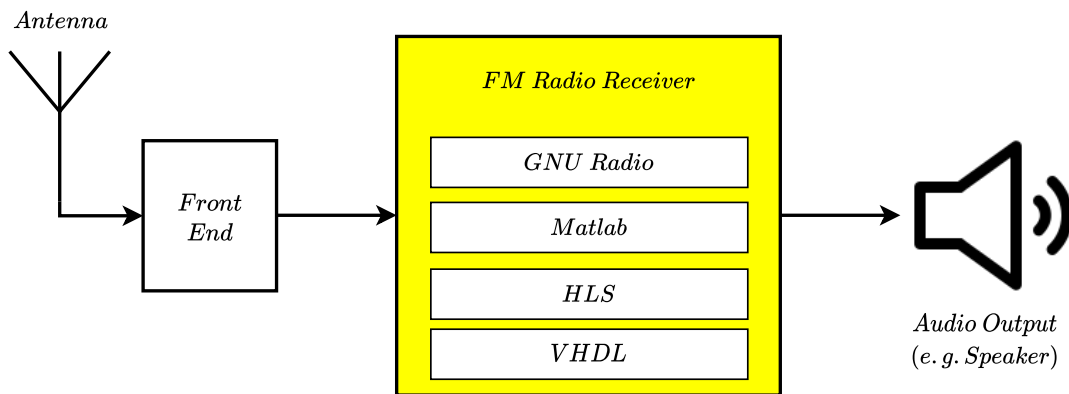 Antenna
Front
End
FM Radio Receiver
GNU Radio
Matlab
HLS
VHDL
Audio Output
(e.g.Speaker)